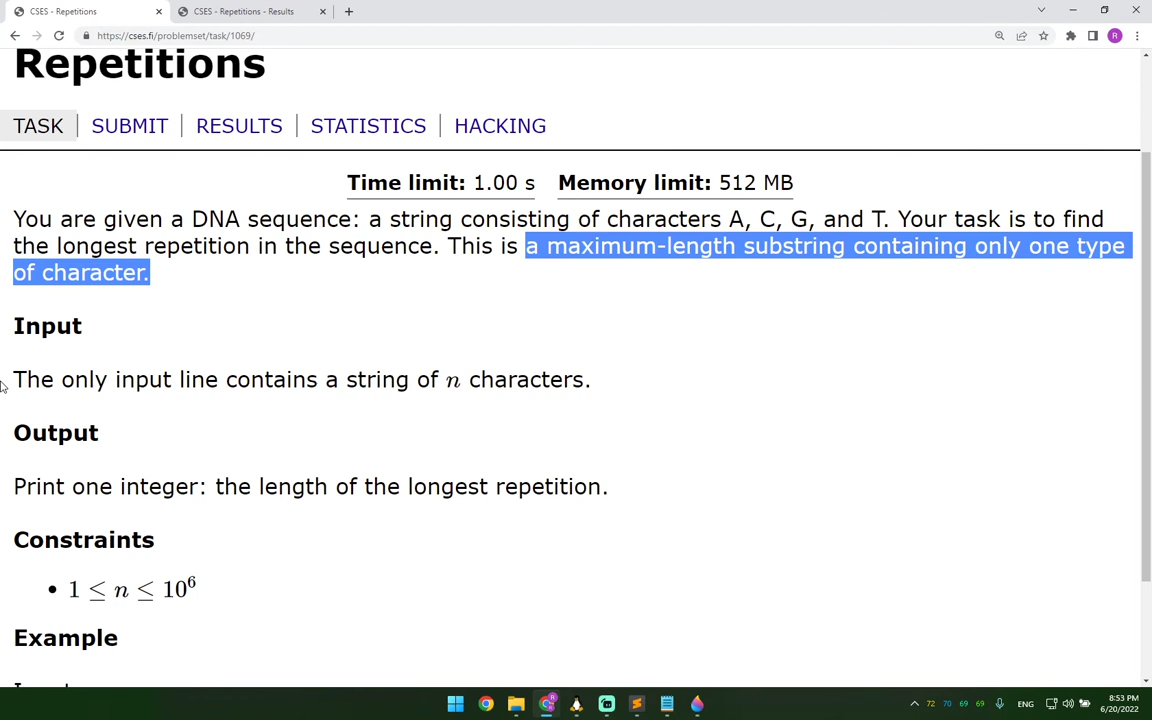 CSES - Repetitions
CSES - Repetitions - Results
https://cses.fi/problemset/task/1069/
R
Repetitions
TASK
SUBMIT
RESULTS
STATISTICS
HACKING
Time limit: 1.00 s Memory limit: 512 MB
You are given a DNA sequence: a string consisting of characters A, C, G, and T. Your task is to find
the longest repetition in the sequence. This is a maximum-length substring containing only one type
of character.
Input
The only input line contains a string of n characters.
Output
Print one integer: the length of the longest repetition.
Constraints
• 1 ≤ n ≤ 10⁶
Example
72 70 69 69 ENG
8:53 PM
6/20/2022